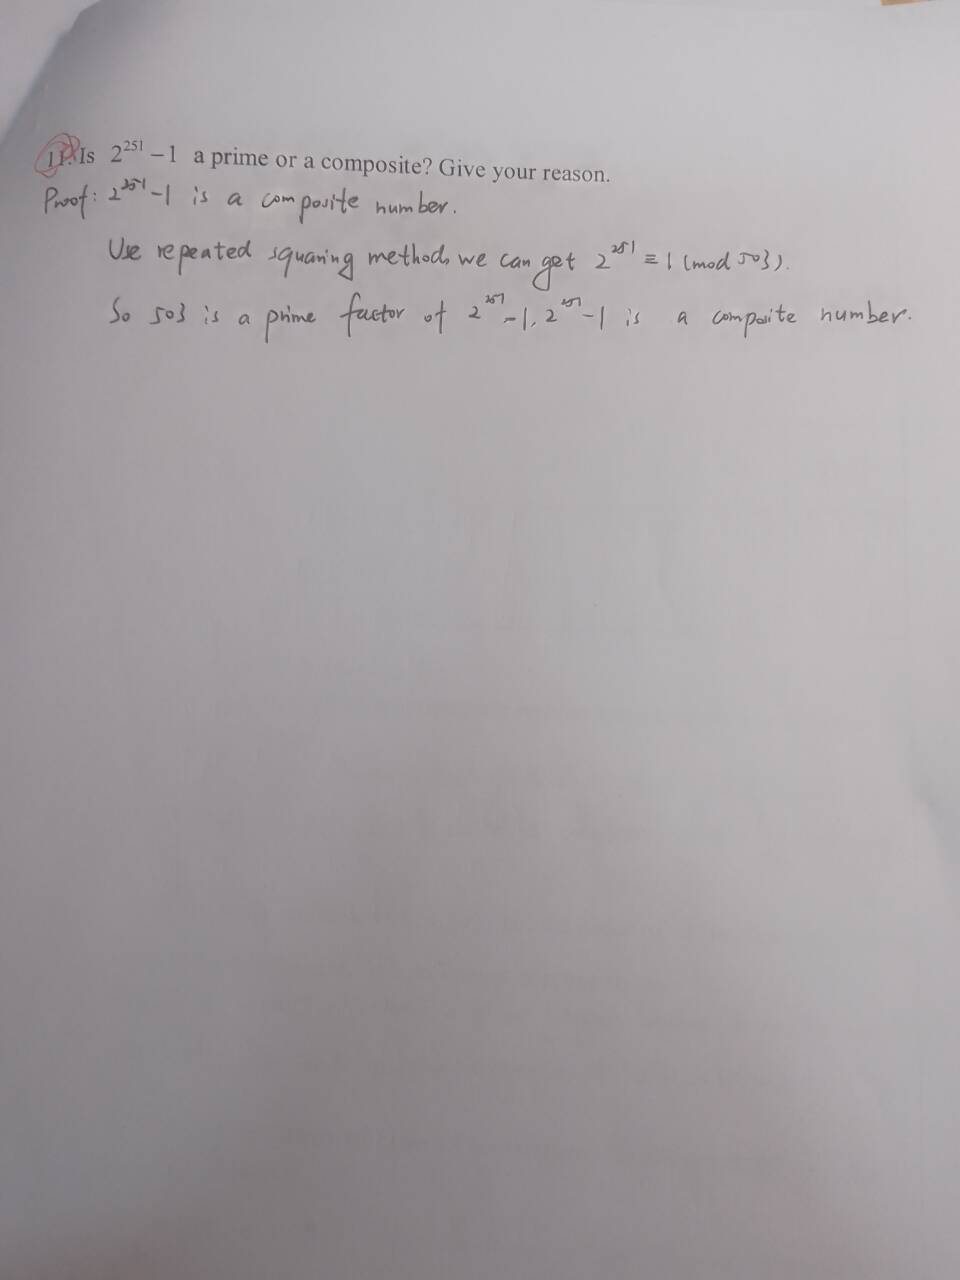 11. Is 2^251 − 1 a prime or a composite? Give your reason.
Proof: 2^251 − 1 is a composite number.
Use repeated squaring method, we can get 2^251 ≡ 1 (mod 503).
So 503 is a prime factor of 2^251 − 1. 2^251 − 1 is a composite number.